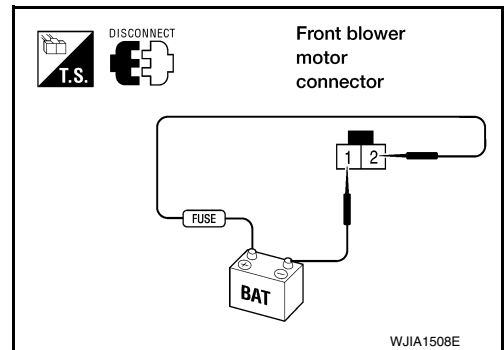 DISCONNECT
T.S.
Front blower
motor
connector
1 2
FUSE
+ −
BAT
WJIA1508E